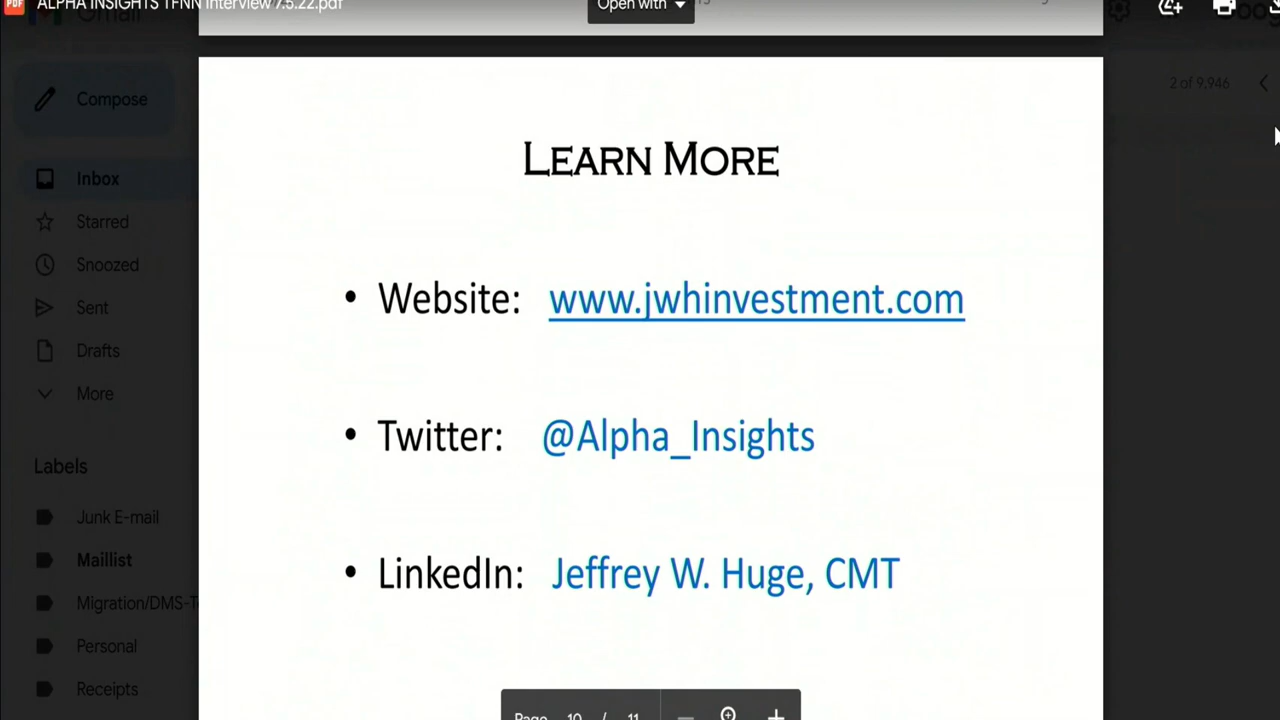 ALPHA INSIGHTS TFNN Interview 7.5.22.pdf
Open with
2 of 9,946
Compose
Inbox
Starred
Snoozed
Sent
Drafts
More
Labels
Junk E-mail
Maillist
Migration/DMS-T
Personal
Receipts
LEARN MORE
• Website: www.jwhinvestment.com
• Twitter: @Alpha_Insights
• LinkedIn: Jeffrey W. Huge, CMT
Page 10 / 11